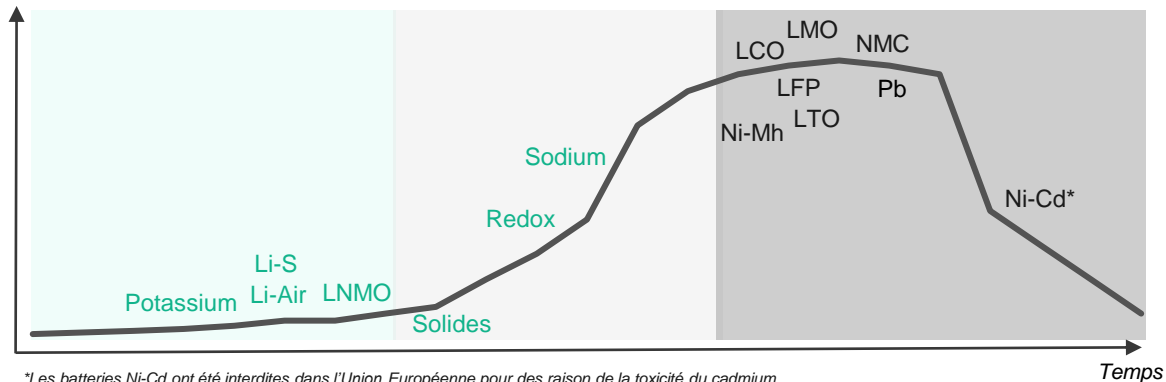 LMO
LCO
NMC
LFP
Pb
Ni-Mh
LTO
Sodium
Ni-Cd*
Redox
Li-S
Potassium
Li-Air
LNMO
Solides
Temps
*Les batteries Ni-Cd ont été interdites dans l'Union Européenne pour des raison de la toxicité du cadmium